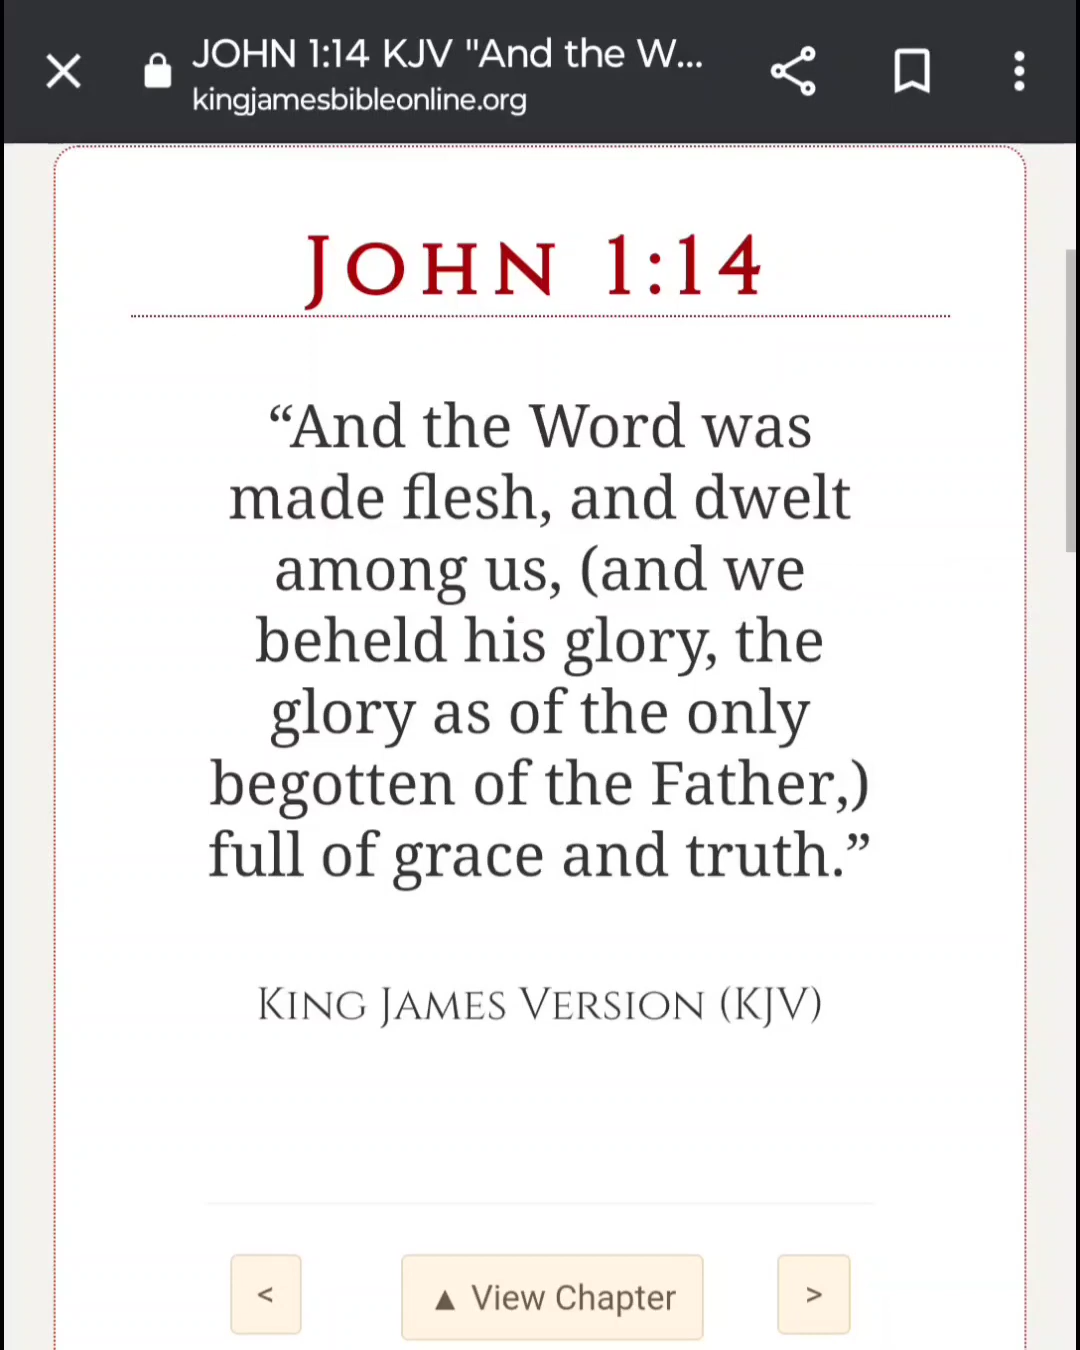 JOHN 1:14 KJV "And the W...
kingjamesbibleonline.org
JOHN 1:14
“And the Word was
made flesh, and dwelt
among us, (and we
beheld his glory, the
glory as of the only
begotten of the Father,)
full of grace and truth.”
KING JAMES VERSION (KJV)
< ▲ View Chapter >